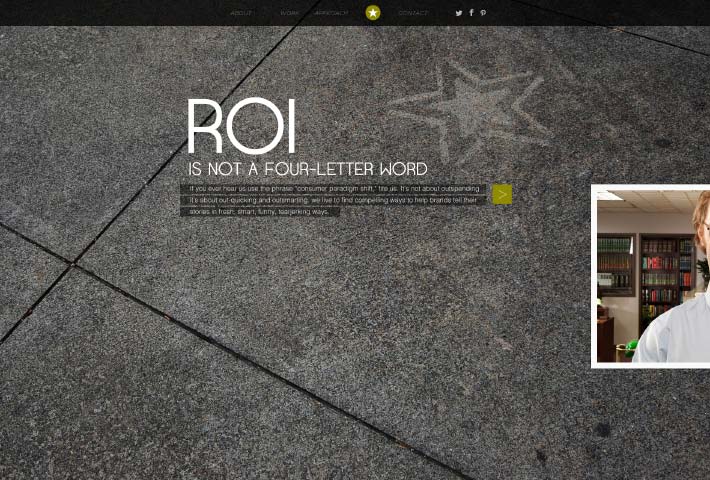 ABOUT WORK APPROACH CONTACT
ROI
IS NOT A FOUR-LETTER WORD
If you ever hear us use the phrase "consumer paradigm shift," fire us. It's not about outspending
it's about out-quicking and outsmarting. we live to find compelling ways to help brands tell their
stories in fresh, smart, funny, tearjerking ways.